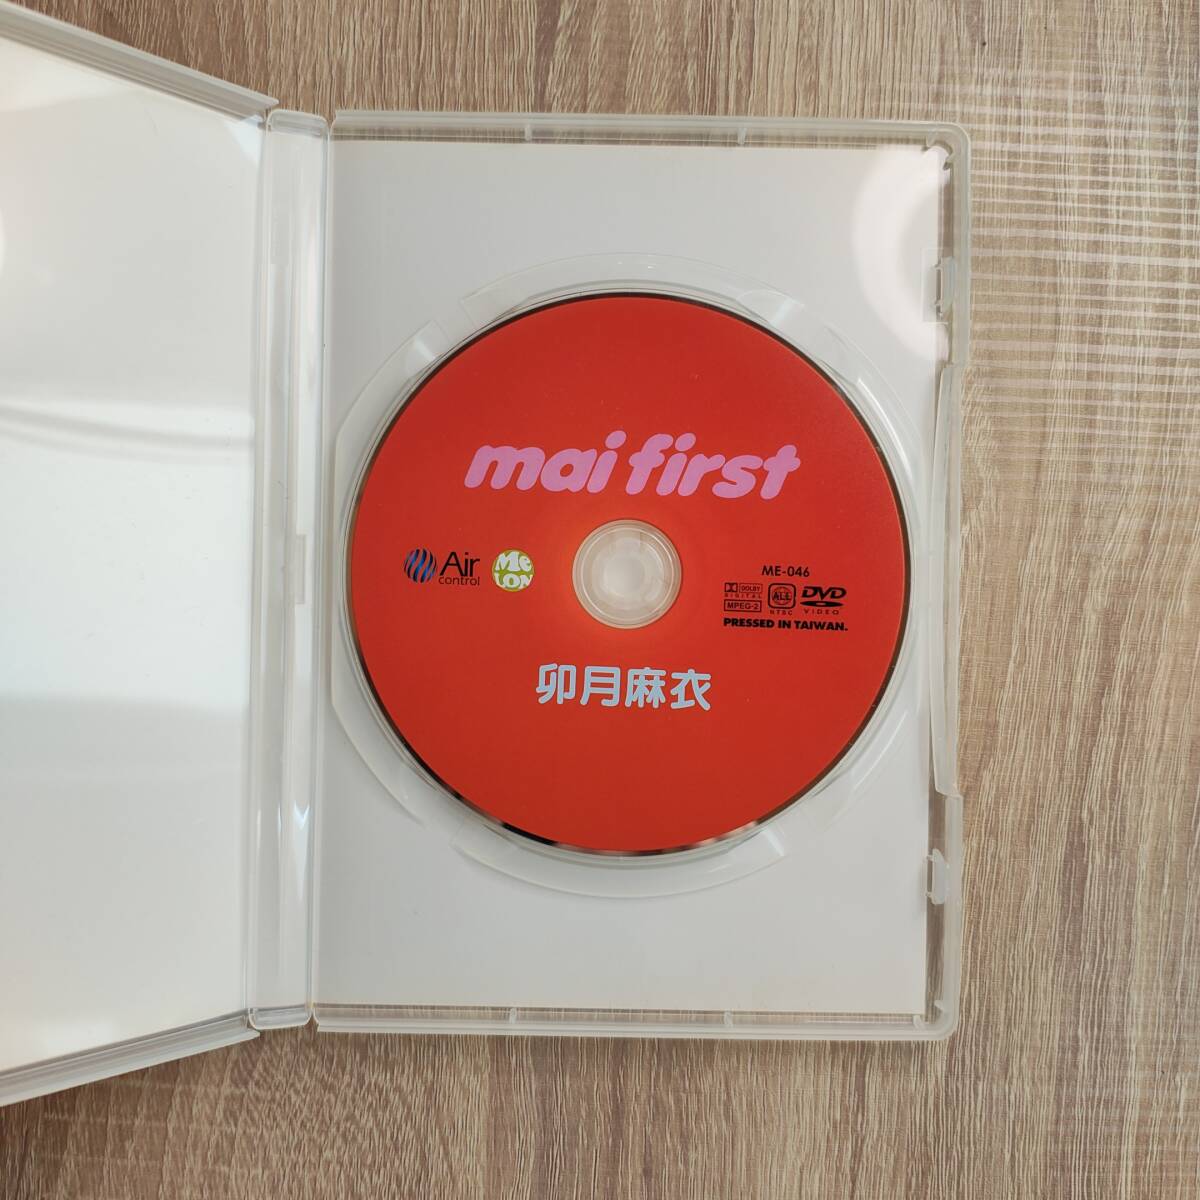 mai first
Air
control
Me
LON
ME-046
DOLBY
DIGITAL
MPEG-2
ALL
NTSC
DVD
VIDEO
PRESSED IN TAIWAN.
卯月麻衣